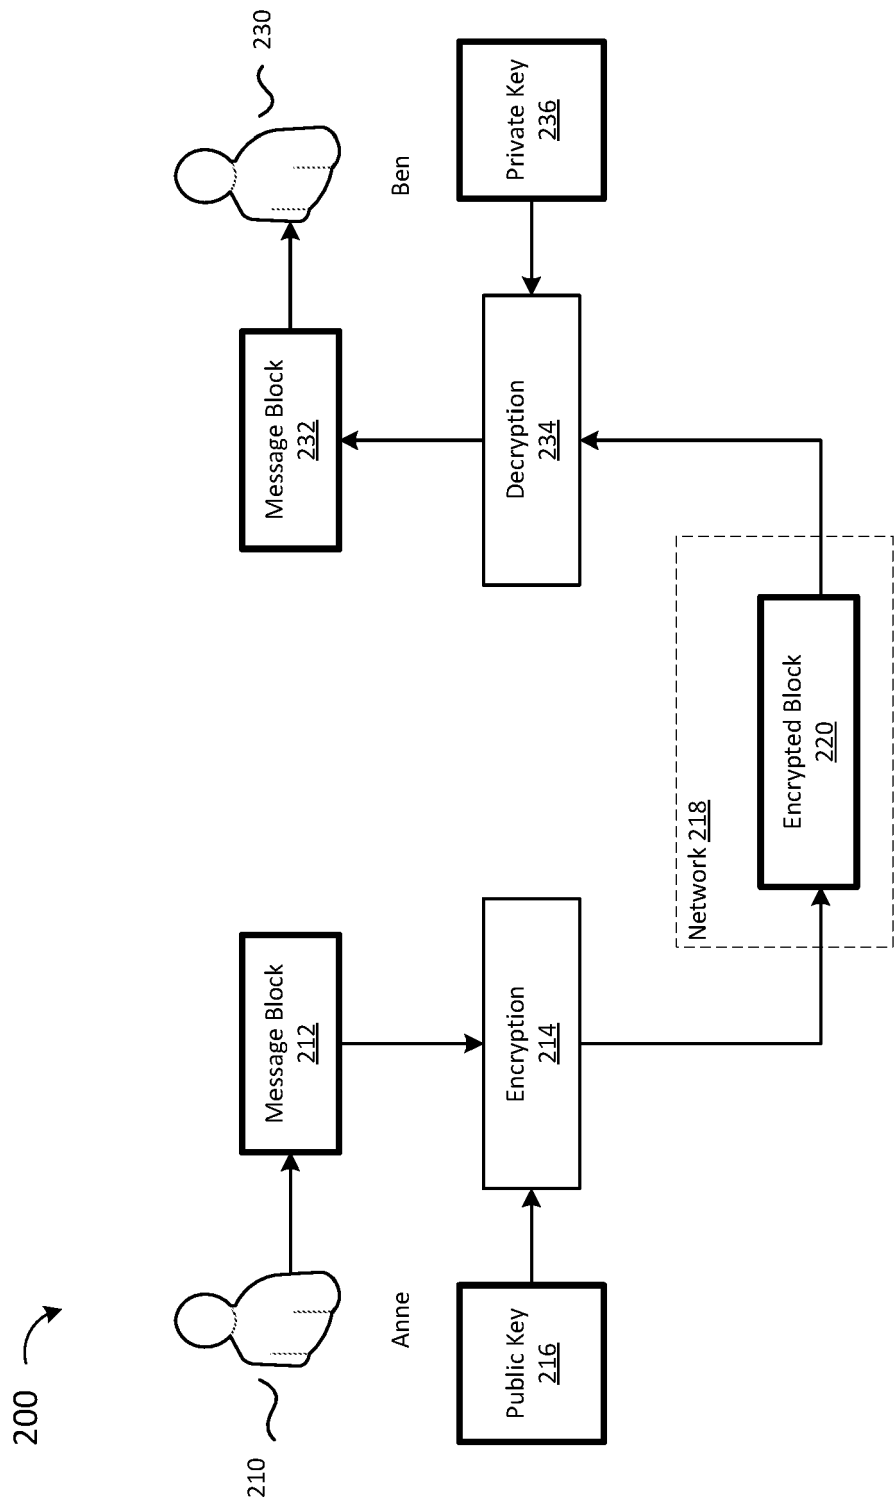 200
210
Anne
Message Block
212
Public Key
216
Encryption
214
Network 218
Encrypted Block
220
Message Block
232
Decryption
234
230
Ben
Private Key
236